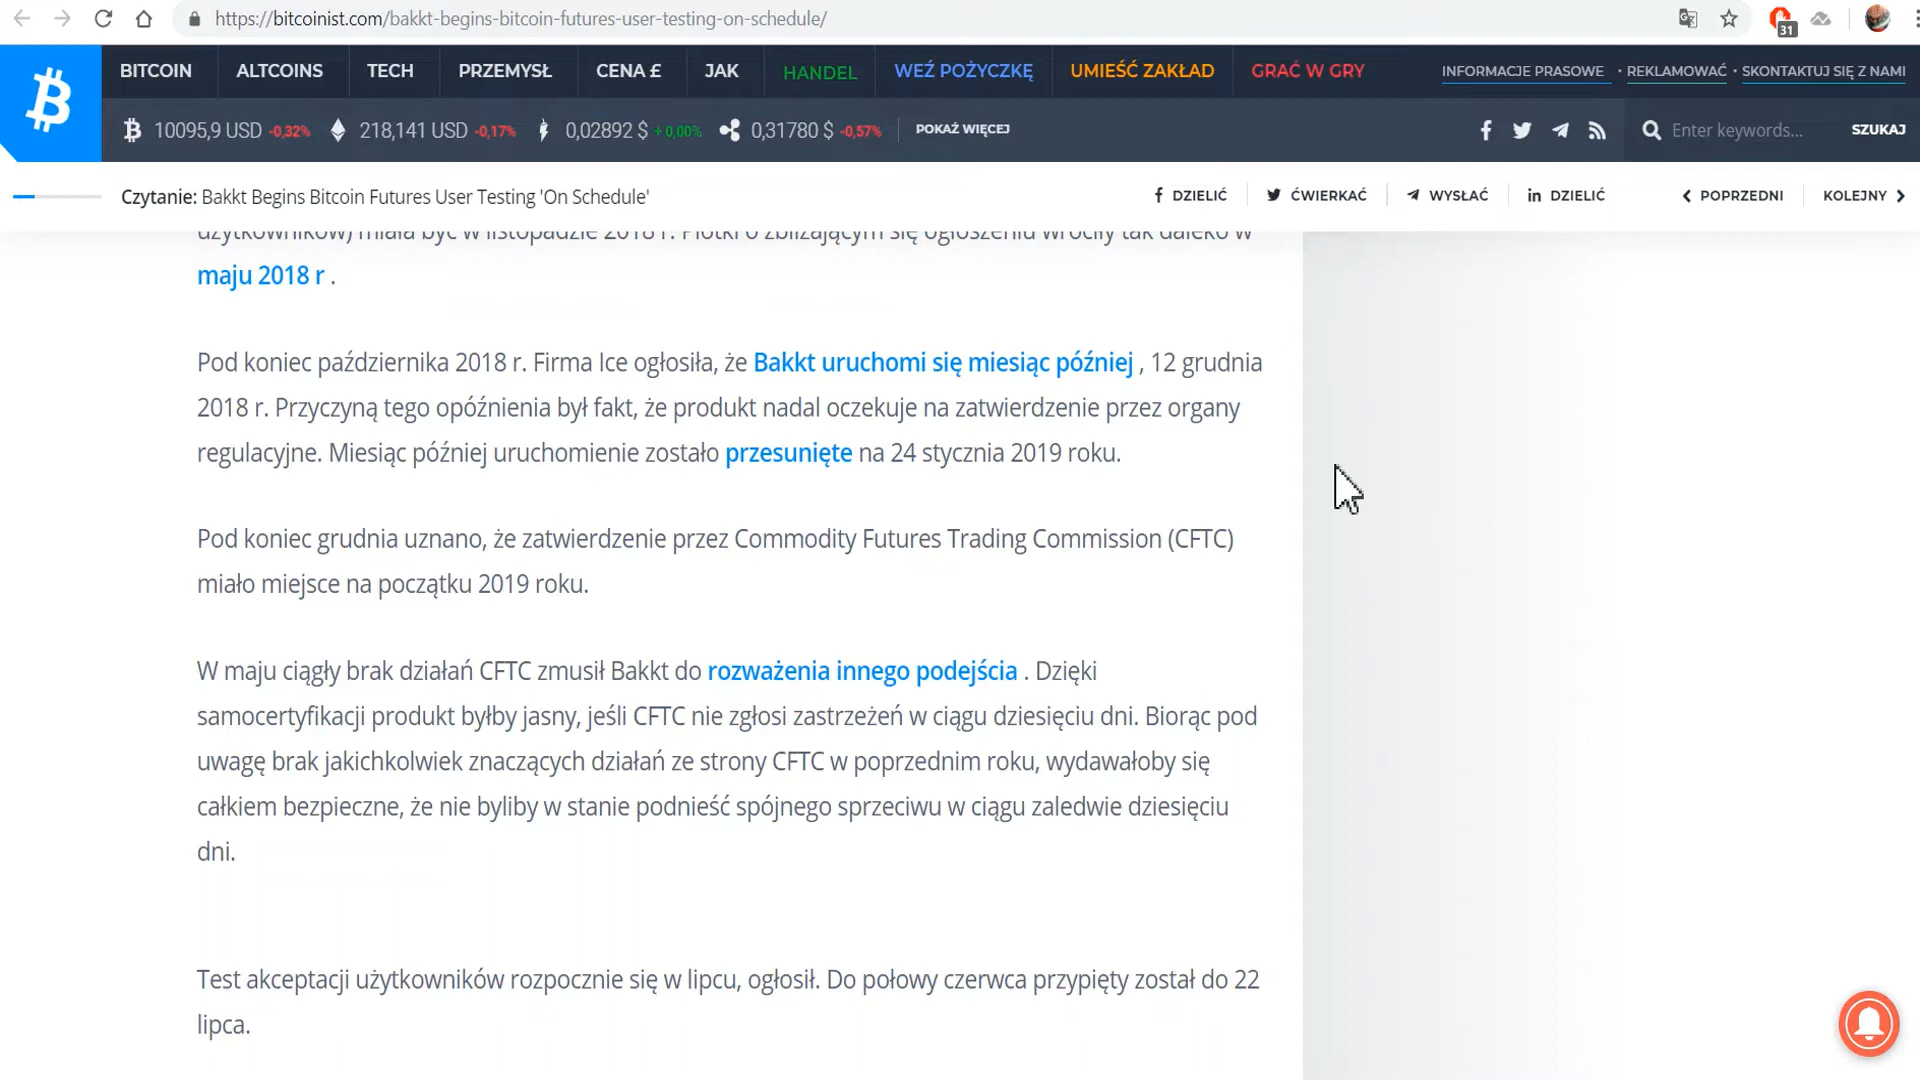 https://bitcoinist.com/bakkt-begins-bitcoin-futures-user-testing-on-schedule/
31
BITCOIN ALTCOINS TECH PRZEMYSŁ CENA £ JAK HANDEL WEŹ POŻYCZKĘ UMIEŚĆ ZAKŁAD GRAĆ W GRY INFORMACJE PRASOWE · REKLAMOWAĆ · SKONTAKTUJ SIĘ Z NAMI
10095,9 USD -0,32% 218,141 USD -0,17% 0,02892 $ +0,00% 0,31780 $ -0,57% POKAŻ WIĘCEJ Enter keywords... SZUKAJ
Czytanie: Bakkt Begins Bitcoin Futures User Testing 'On Schedule' DZIELIĆ ĆWIERKAĆ WYSŁAĆ DZIELIĆ POPRZEDNI KOLEJNY
użytkowników) miała być w listopadzie 2018 r. Plotki o zbliżającym się ogłoszeniu wróciły tak daleko w
maju 2018 r .
Pod koniec października 2018 r. Firma Ice ogłosiła, że Bakkt uruchomi się miesiąc później , 12 grudnia
2018 r. Przyczyną tego opóźnienia był fakt, że produkt nadal oczekuje na zatwierdzenie przez organy
regulacyjne. Miesiąc później uruchomienie zostało przesunięte na 24 stycznia 2019 roku.
Pod koniec grudnia uznano, że zatwierdzenie przez Commodity Futures Trading Commission (CFTC)
miało miejsce na początku 2019 roku.
W maju ciągły brak działań CFTC zmusił Bakkt do rozważenia innego podejścia . Dzięki
samocertyfikacji produkt byłby jasny, jeśli CFTC nie zgłosi zastrzeżeń w ciągu dziesięciu dni. Biorąc pod
uwagę brak jakichkolwiek znaczących działań ze strony CFTC w poprzednim roku, wydawałoby się
całkiem bezpieczne, że nie byliby w stanie podnieść spójnego sprzeciwu w ciągu zaledwie dziesięciu
dni.
Test akceptacji użytkowników rozpocznie się w lipcu, ogłosił. Do połowy czerwca przypięty został do 22
lipca.